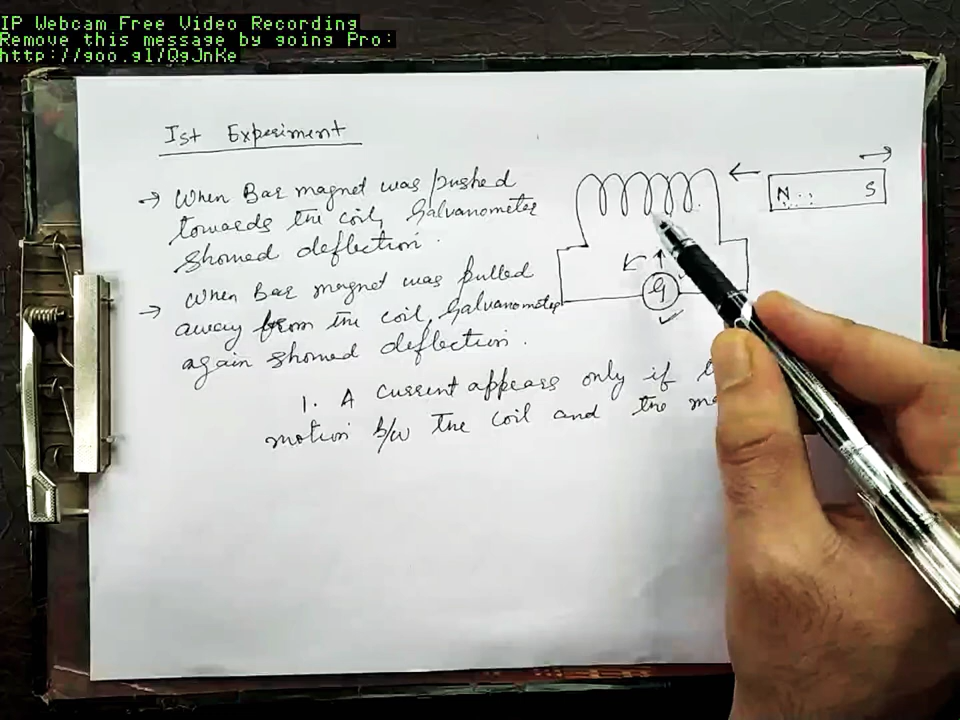 IP Webcam Free Video Recording
Remove this message by going Pro:
http://goo.gl/QgJnKe
Ist Experiment
→ When Bar magnet was pushed
towards the coil, Galvanometer
showed deflection.
→ When Bar magnet was pulled
away from the coil, Galvanometer
again showed deflection.
1. A current appears only if
motion b/w the coil and the
N S
G